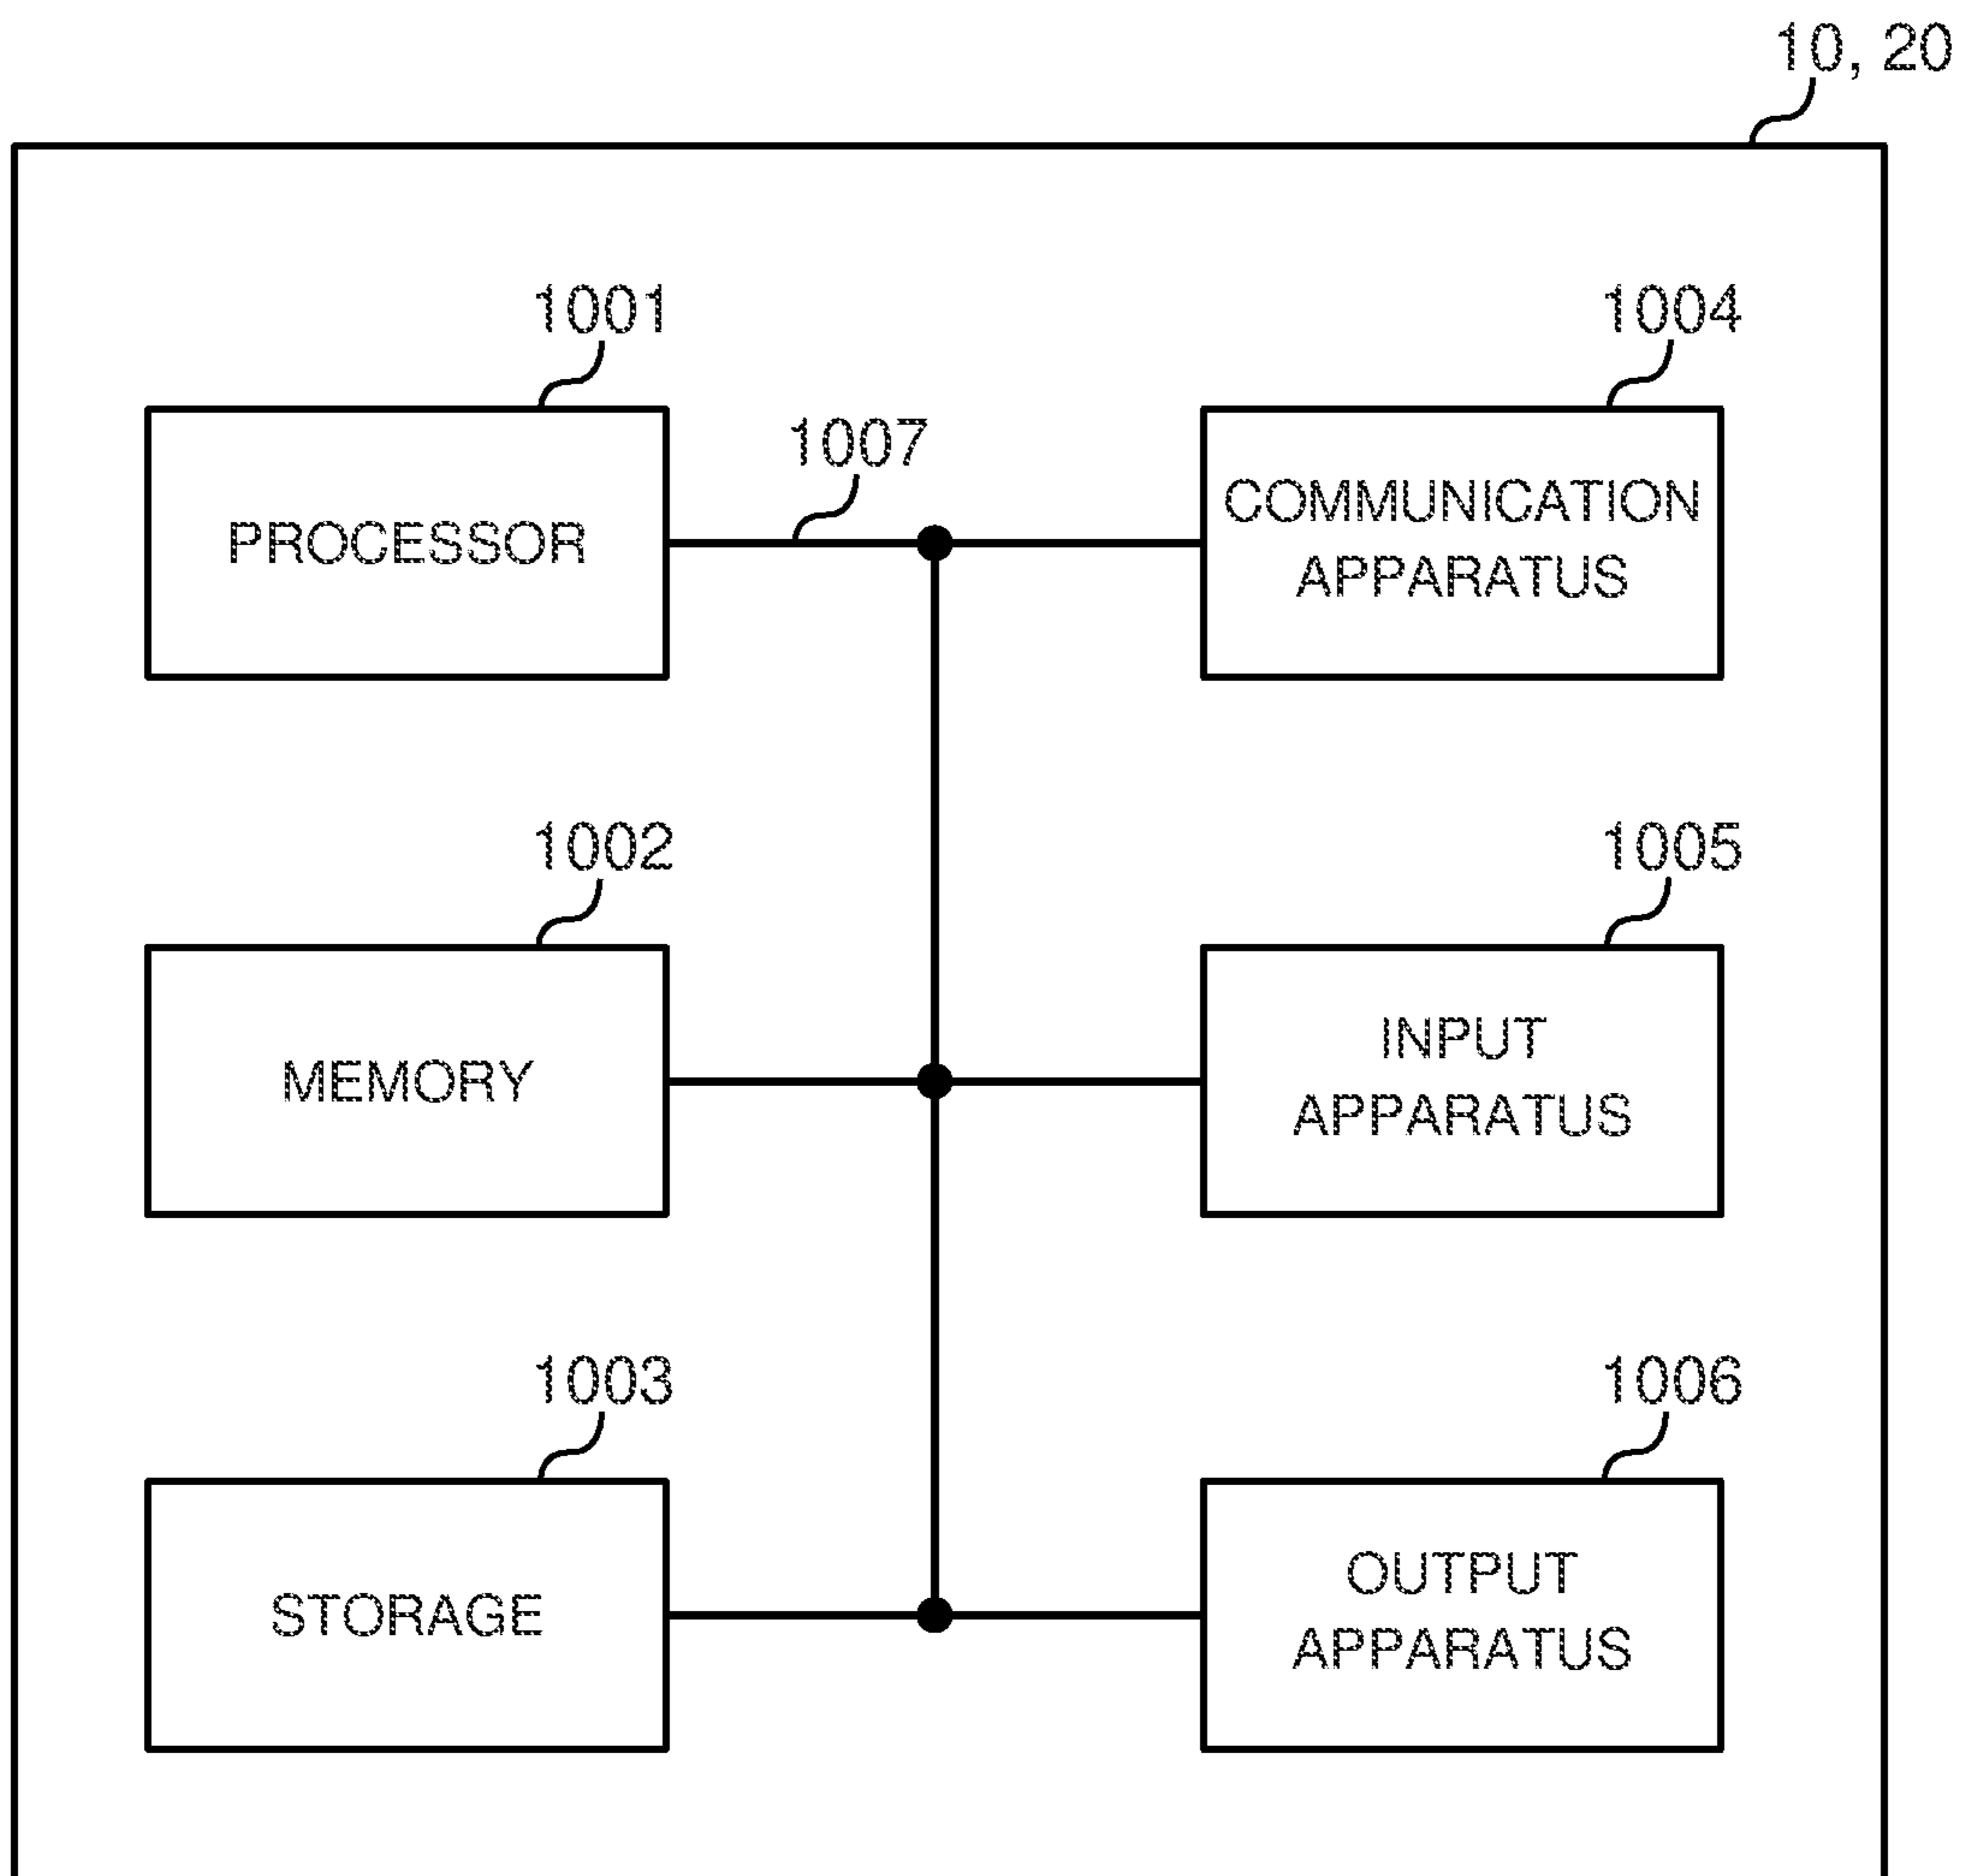 10, 20
1001
1004
1007
PROCESSOR
COMMUNICATION
APPARATUS
1002
1005
MEMORY
INPUT
APPARATUS
1003
1006
STORAGE
OUTPUT
APPARATUS